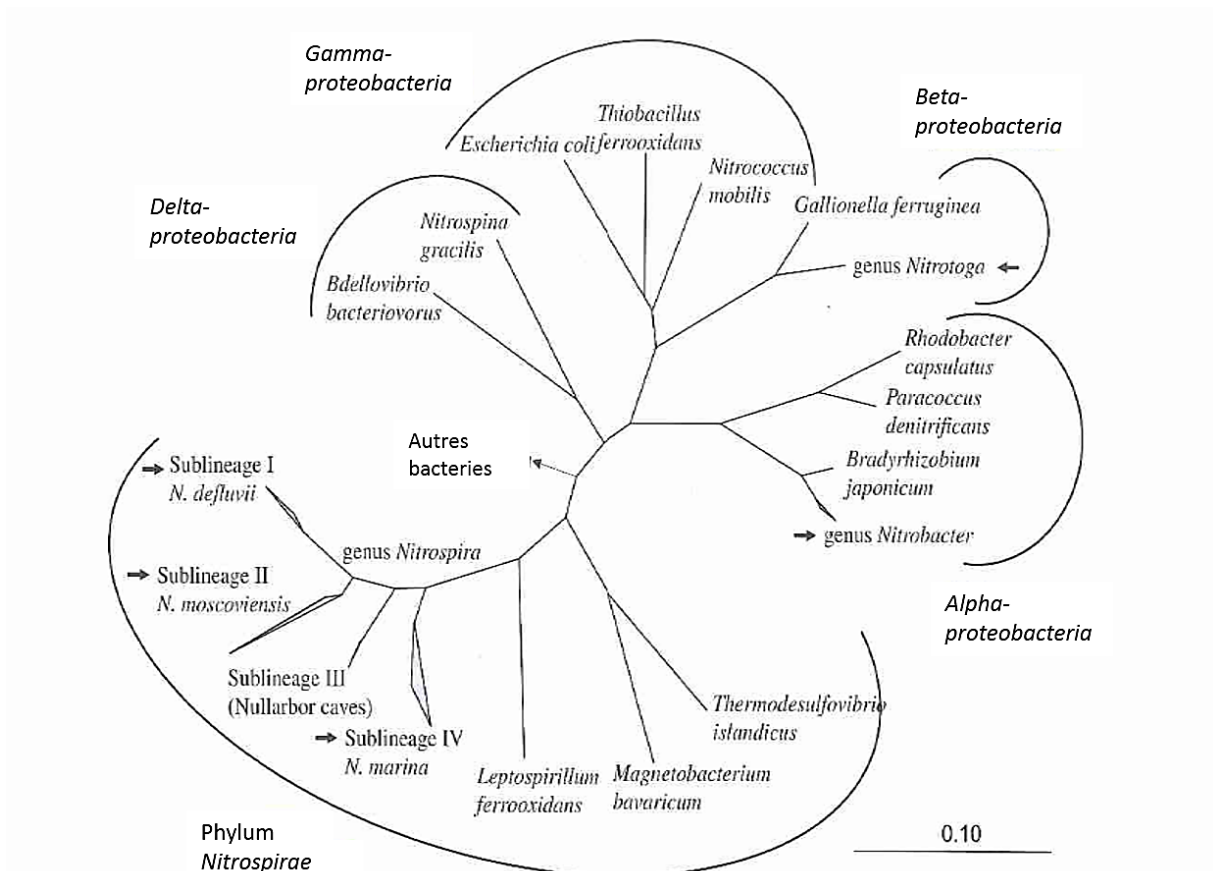 Gamma-
proteobacteria
Beta-
proteobacteria
Thiobacillus
ferrooxidans
Escherichia coli
Nitrococcus
mobilis
Gallionella ferruginea
genus Nitrotoga
Delta-
proteobacteria
Nitrospina
gracilis
Bdellovibrio
bacteriovorus
Rhodobacter
capsulatus
Paracoccus
denitrificans
Bradyrhizobium
japonicum
genus Nitrobacter
Alpha-
proteobacteria
Autres
bacteries
Sublineage I
N. defluvii
genus Nitrospira
Sublineage II
N. moscoviensis
Sublineage III
(Nullarbor caves)
Sublineage IV
N. marina
Leptospirillum
ferrooxidans
Magnetobacterium
bavaricum
Thermodesulfovibrio
islandicus
Phylum
Nitrospirae
0.10